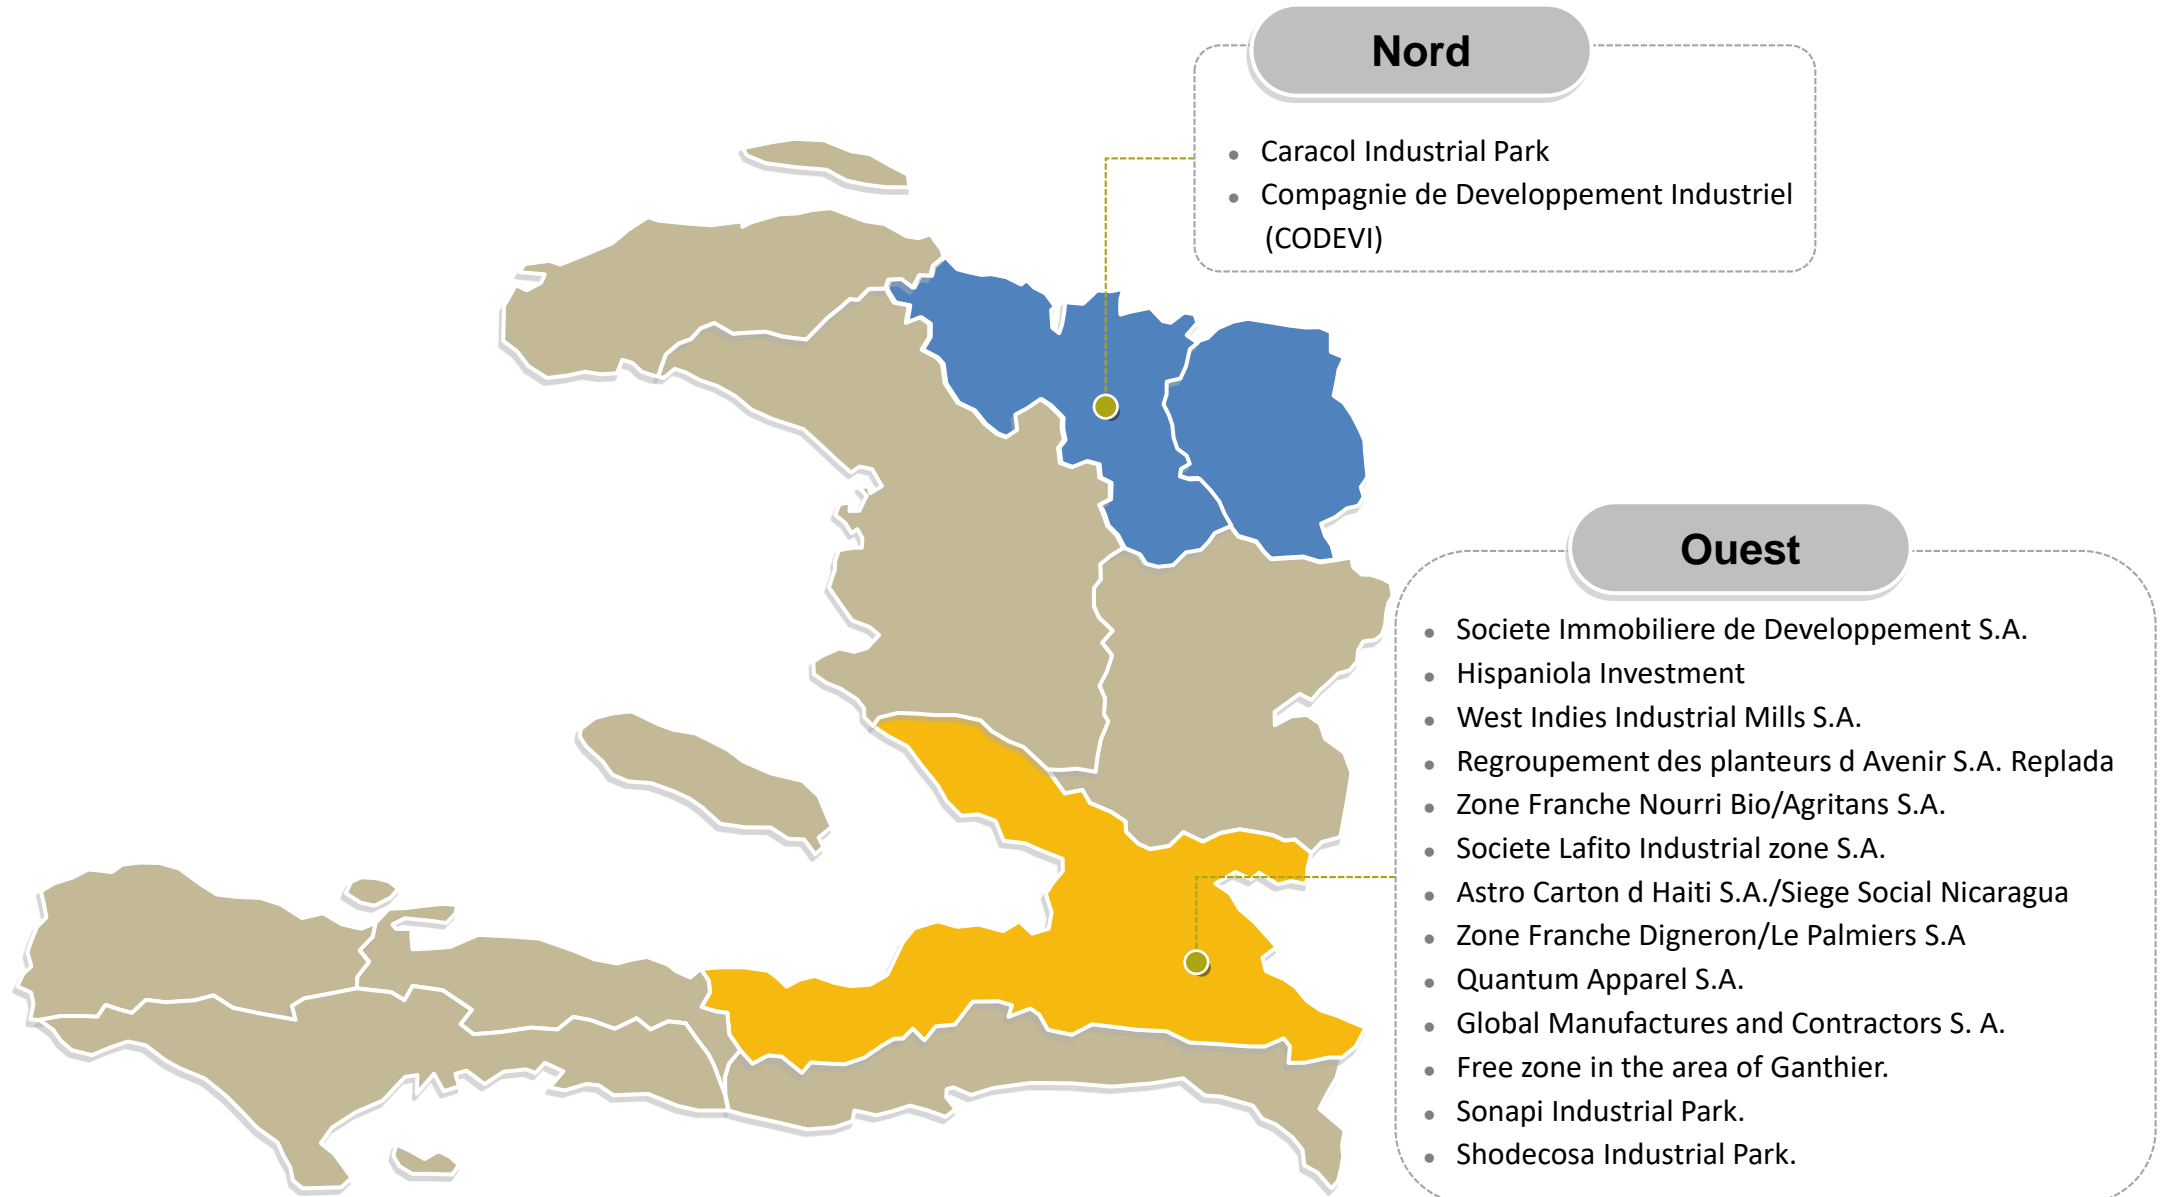 Nord
Caracol Industrial Park
Compagnie de Developpement Industriel
(CODEVI)
Ouest
Societe Immobiliere de Developpement S.A.
Hispaniola Investment
West Indies Industrial Mills S.A.
Regroupement des planteurs d Avenir S.A. Replada
Zone Franche Nourri Bio/Agritans S.A.
Societe Lafito Industrial zone S.A.
Astro Carton d Haiti S.A./Siege Social Nicaragua
Zone Franche Digneron/Le Palmiers S.A
Quantum Apparel S.A.
Global Manufactures and Contractors S. A.
Free zone in the area of Ganthier.
Sonapi Industrial Park.
Shodecosa Industrial Park.